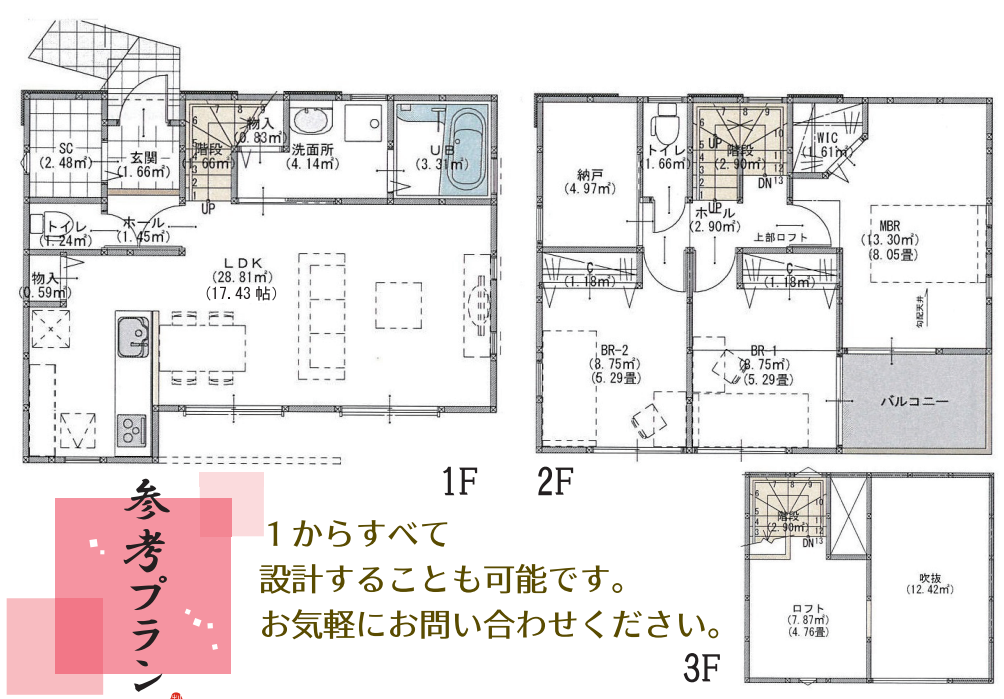 SC
(2.48㎡)
玄関
(1.66㎡)
階段
(1.66㎡)
UP
物入
(0.83㎡)
洗面所
(4.14㎡)
UB
(3.31㎡)
トイレ
(1.24㎡)
ホール
(1.45㎡)
物入
(0.59㎡)
LDK
(28.81㎡)
(17.43 帖)
1F
納戸
(4.97㎡)
トイレ
(1.66㎡)
階段
(2.90㎡)
UP
DN
UP
ホール
(2.90㎡)
WIC
(1.61㎡)
上部ロフト
MBR
(13.30㎡)
(8.05畳)
勾配天井
C
(1.18㎡)
C
(1.18㎡)
BR-2
(8.75㎡)
(5.29畳)
BR-1
(8.75㎡)
(5.29畳)
バルコニー
2F
階段
(2.90㎡)
DN
ロフト
(7.87㎡)
(4.76畳)
吹抜
(12.42㎡)
3F
参考プラン
1からすべて
設計することも可能です。
お気軽にお問い合わせください。